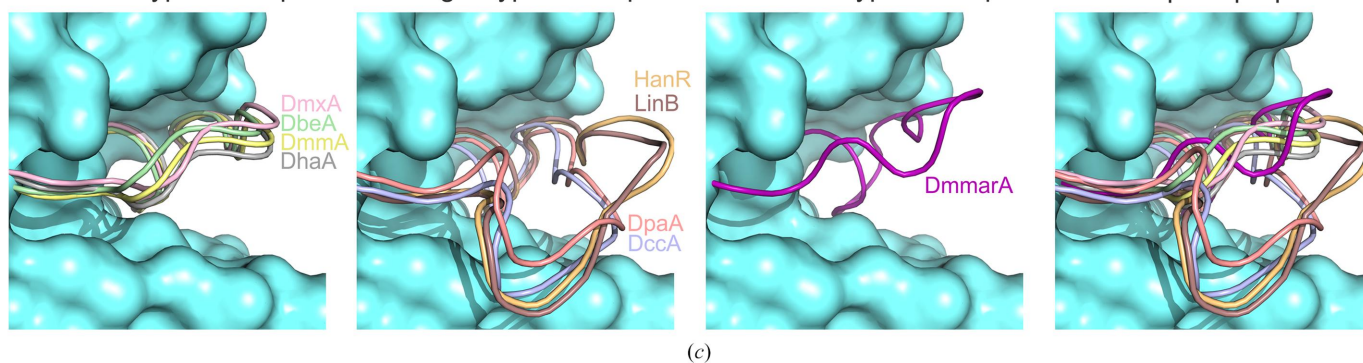 HanR
LinB
DmxA
DbeA
DmmA
DhaA
DmmarA
DpaA
DccA
(c)